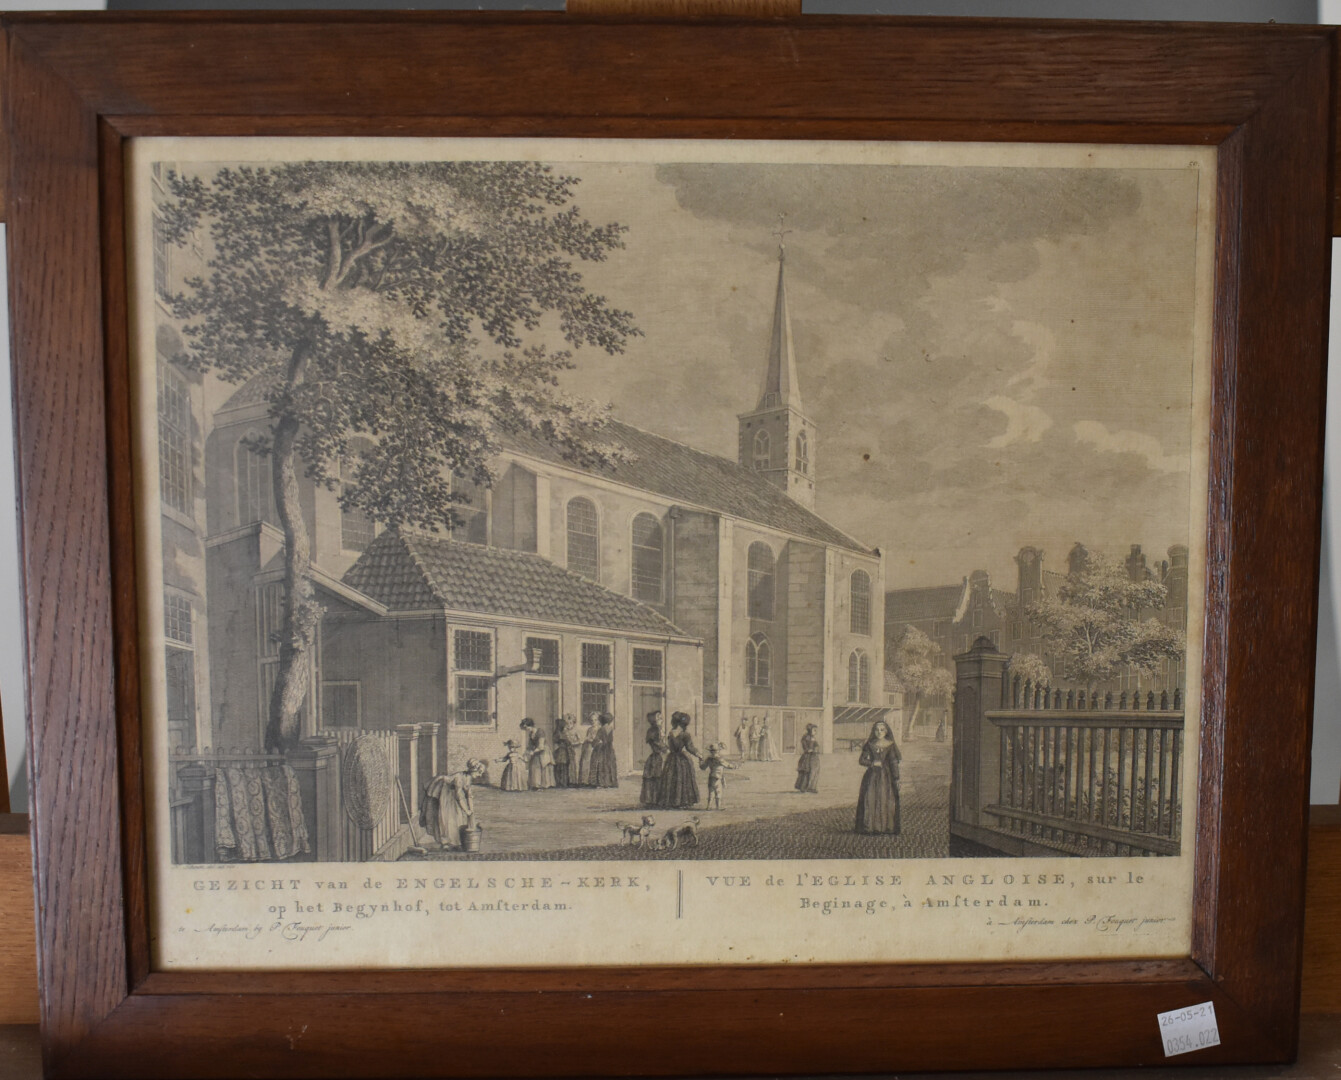 GEZICHT van de ENGELSCHE-KERK,
op het Begynhof, tot Amſterdam.
te Amſterdam by P. Fouquet junior.
VUE de l'EGLISE ANGLOISE, sur le
Beginage, à Amſterdam.
à Amſterdam chez P. Fouquet junior
26-05-21
0354.022